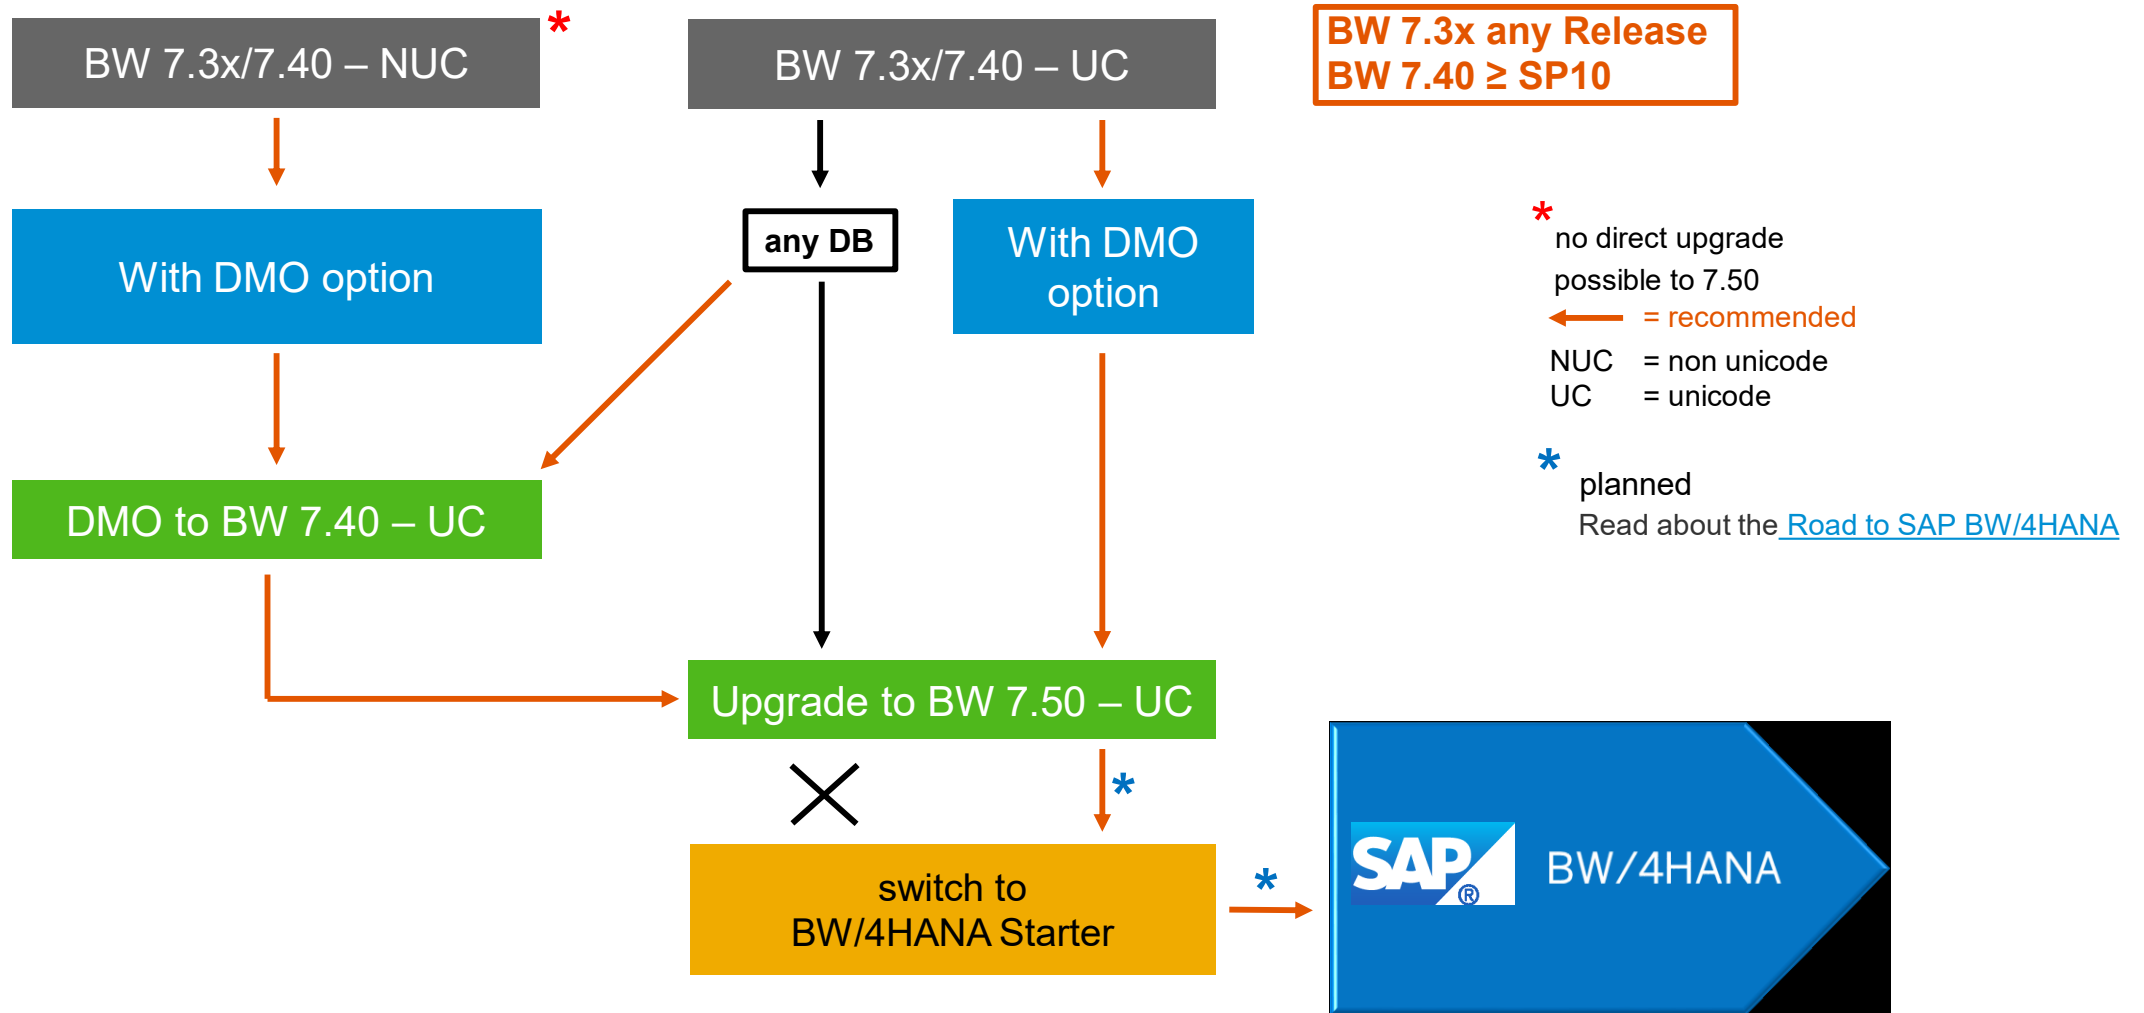 BW 7.3x/7.40 – NUC
*
BW 7.3x/7.40 – UC
BW 7.3x any Release
BW 7.40 ≥ SP10
any DB
With DMO option
With DMO
option
*
no direct upgrade
possible to 7.50
= recommended
NUC = non unicode
UC = unicode
*
planned
Read about the Road to SAP BW/4HANA
DMO to BW 7.40 – UC
Upgrade to BW 7.50 – UC
*
switch to
BW/4HANA Starter
*
SAP ®
BW/4HANA